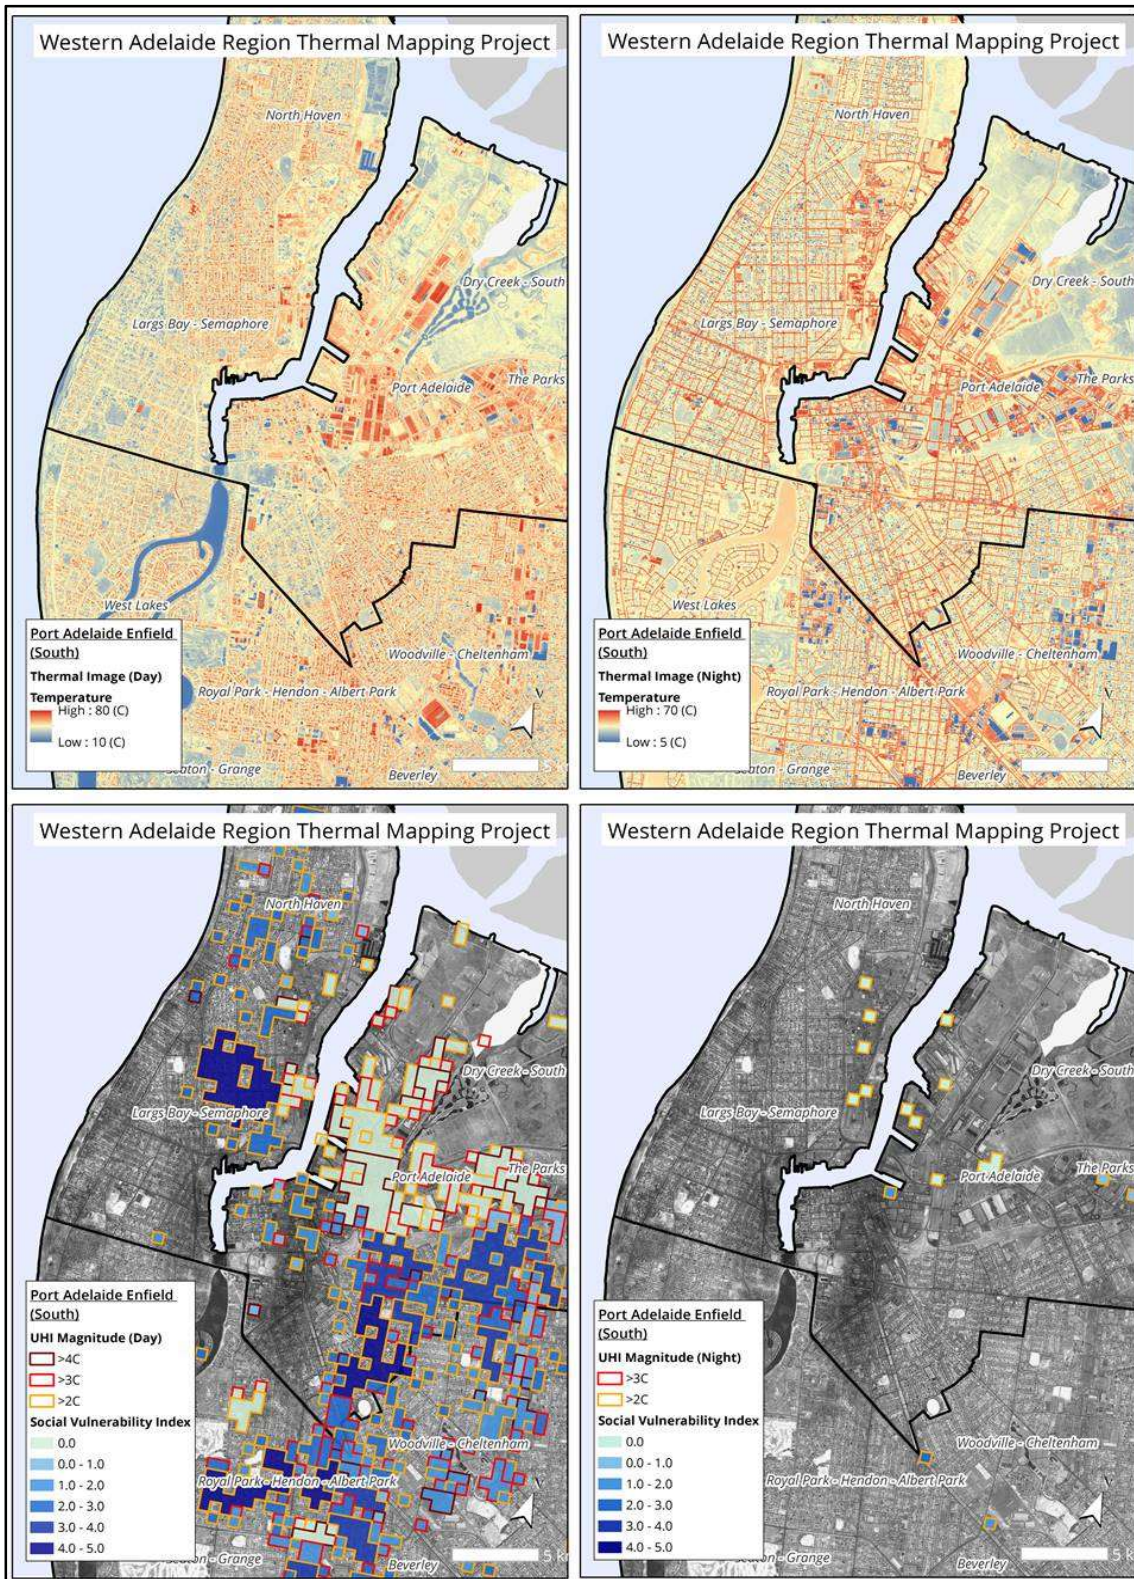 Western Adelaide Region Thermal Mapping Project
North Haven
Dry Creek - South
Largs Bay - Semaphore
The Parks
Port Adelaide
West Lakes
Port Adelaide Enfield
(South)
Thermal Image (Day)
Temperature
High : 80 (C)
Low : 10 (C)
Woodville - Cheltenham
Royal Park - Hendon - Albert Park
Seaton - Grange
Beverley
Western Adelaide Region Thermal Mapping Project
North Haven
Dry Creek - South
Largs Bay - Semaphore
The Parks
Port Adelaide
West Lakes
Port Adelaide Enfield
(South)
Thermal Image (Night)
Temperature
High : 70 (C)
Low : 5 (C)
Woodville - Cheltenham
Royal Park - Hendon - Albert Park
Seaton - Grange
Beverley
Western Adelaide Region Thermal Mapping Project
North Haven
Dry Creek - South
Largs Bay - Semaphore
The Parks
Port Adelaide
Port Adelaide Enfield
(South)
UHI Magnitude (Day)
>4C
>3C
>2C
Social Vulnerability Index
0.0
0.0 - 1.0
1.0 - 2.0
2.0 - 3.0
3.0 - 4.0
4.0 - 5.0
Woodville - Cheltenham
Royal Park - Hendon - Albert Park
Seaton - Grange
Beverley
5 k
Western Adelaide Region Thermal Mapping Project
North Haven
Dry Creek - South
Largs Bay - Semaphore
The Parks
Port Adelaide
Port Adelaide Enfield
(South)
UHI Magnitude (Night)
>3C
>2C
Social Vulnerability Index
0.0
0.0 - 1.0
1.0 - 2.0
2.0 - 3.0
3.0 - 4.0
4.0 - 5.0
Woodville - Cheltenham
Royal Park - Hendon - Albert Park
Seaton - Grange
Beverley